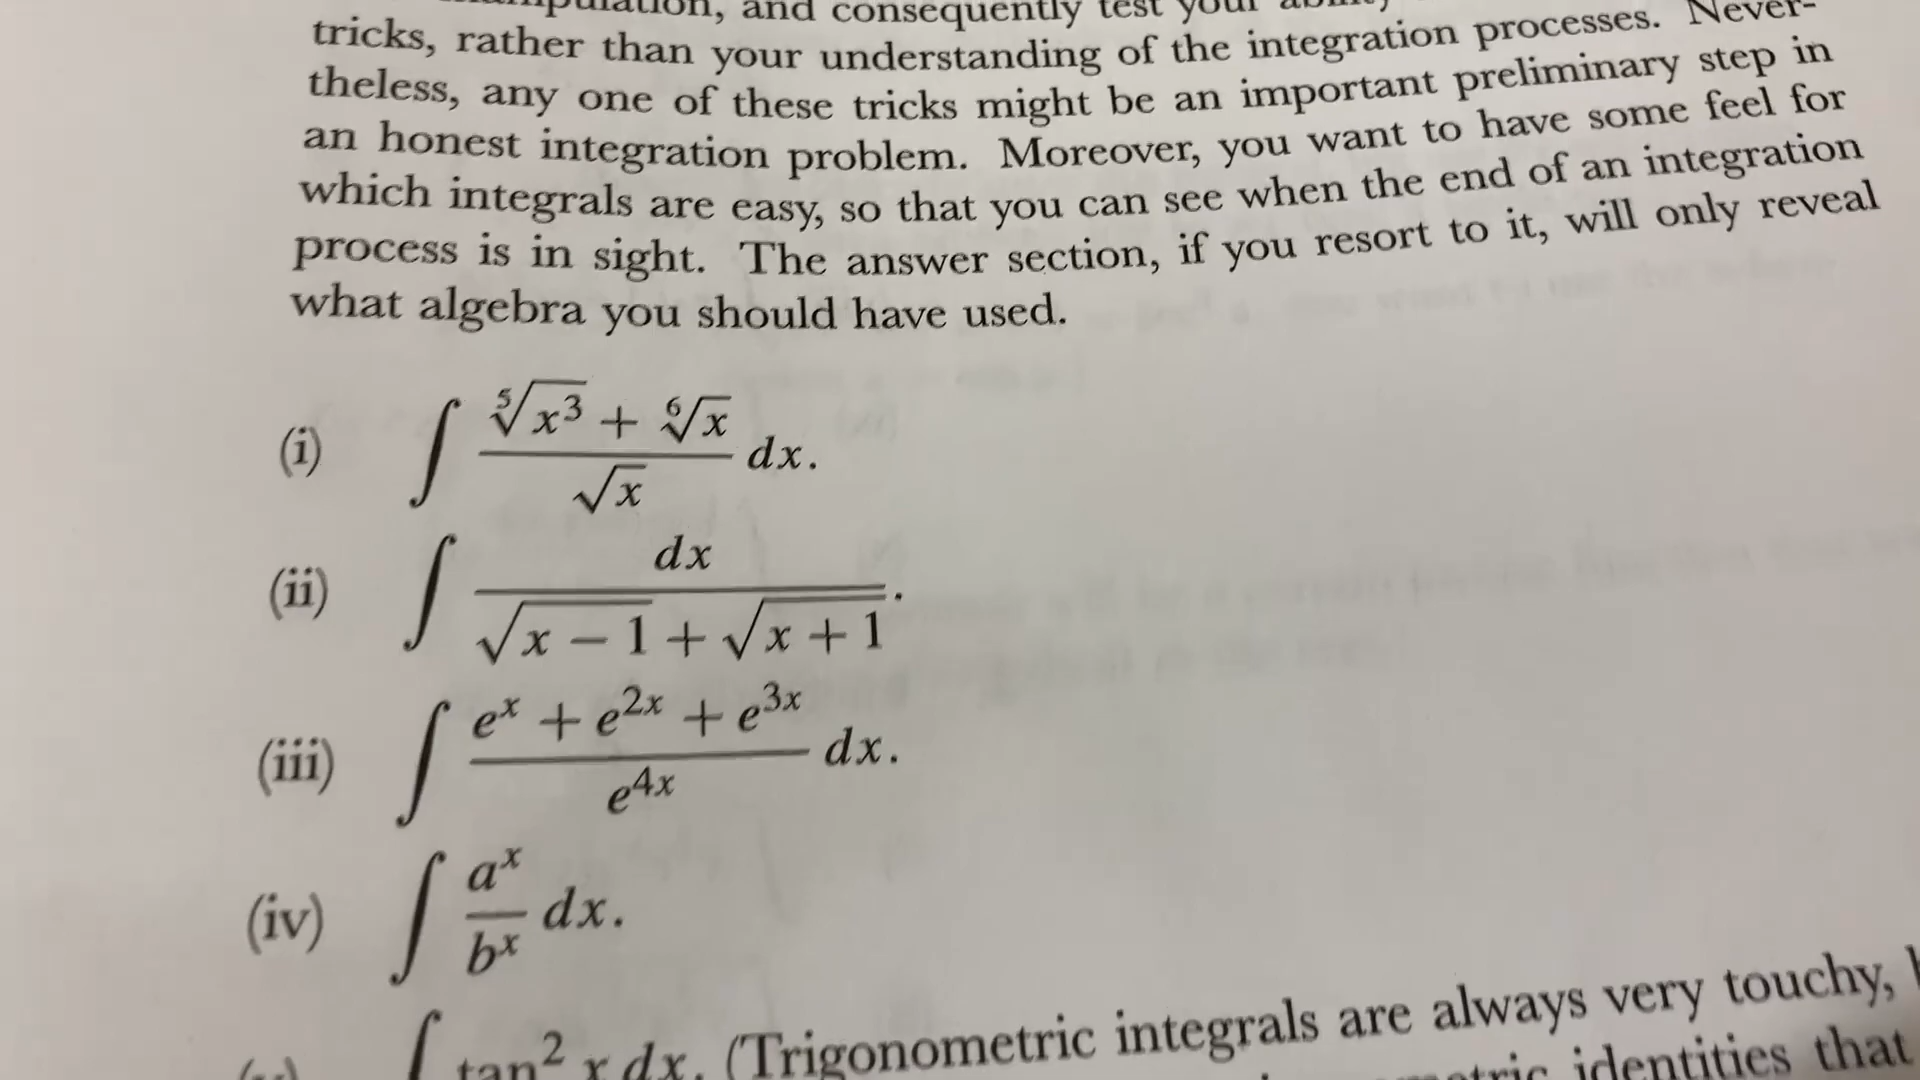 manipulation, and consequently test your
tricks, rather than your understanding of the integration processes. Never-
theless, any one of these tricks might be an important preliminary step in
an honest integration problem. Moreover, you want to have some feel for
which integrals are easy, so that you can see when the end of an integration
process is in sight. The answer section, if you resort to it, will only reveal
what algebra you should have used.
(i) ∫ (⁵√x³ + ⁶√x)/√x dx.
(ii) ∫ dx/(√(x − 1) + √(x + 1)).
(iii) ∫ (eˣ + e²ˣ + e³ˣ)/e⁴ˣ dx.
(iv) ∫ aˣ/bˣ dx.
∫ tan² x dx. (Trigonometric integrals are always very touchy,
identities that